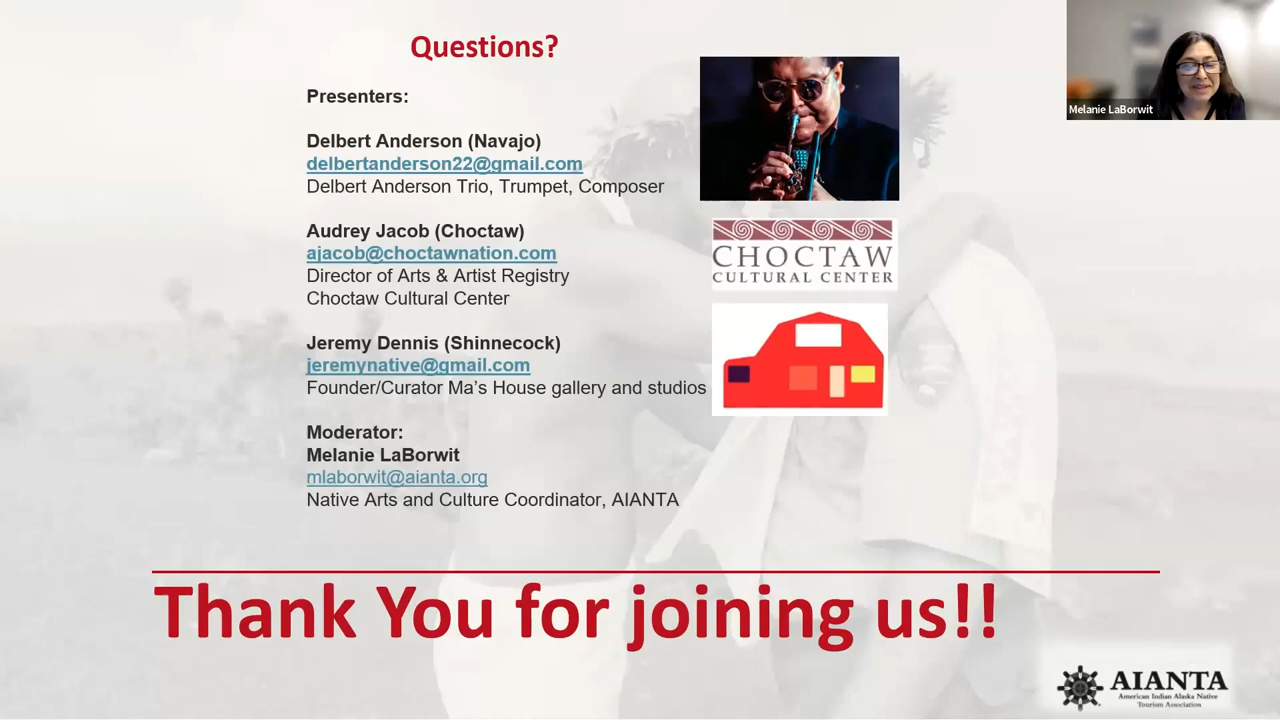 Questions?
Presenters:
Delbert Anderson (Navajo)
delbertanderson22@gmail.com
Delbert Anderson Trio, Trumpet, Composer
Audrey Jacob (Choctaw)
ajacob@choctawnation.com
Director of Arts & Artist Registry
Choctaw Cultural Center
Jeremy Dennis (Shinnecock)
jeremynative@gmail.com
Founder/Curator Ma's House gallery and studios
Moderator:
Melanie LaBorwit
mlaborwit@aianta.org
Native Arts and Culture Coordinator, AIANTA
CHOCTAW
CULTURAL CENTER
Melanie LaBorwit
Thank You for joining us!!
AIANTA
American Indian Alaska Native
Tourism Association